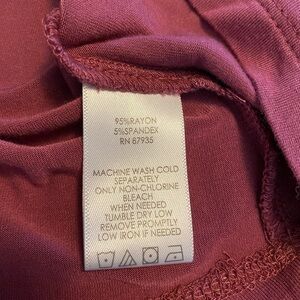 95%RAYON
5%SPANDEX
RN 67935
MACHINE WASH COLD
SEPARATELY
ONLY NON-CHLORINE
BLEACH
WHEN NEEDED
TUMBLE DRY LOW
REMOVE PROMPTLY
LOW IRON IF NEEDED